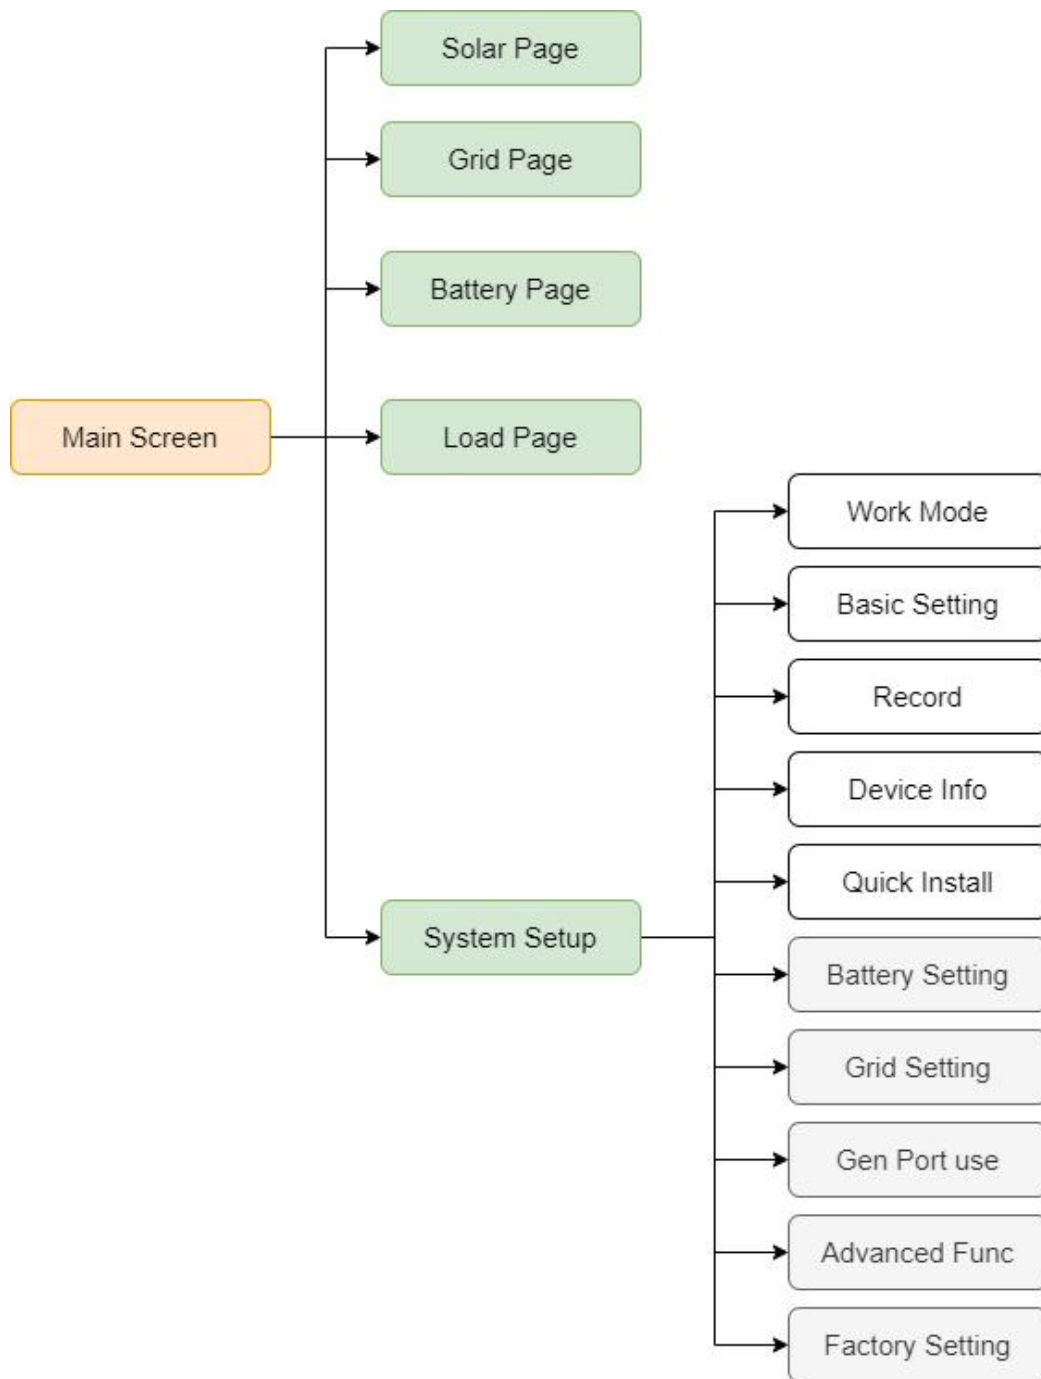 Solar Page
Grid Page
Battery Page
Main Screen
Load Page
Work Mode
Basic Setting
Record
Device Info
Quick Install
System Setup
Battery Setting
Grid Setting
Gen Port use
Advanced Func
Factory Setting